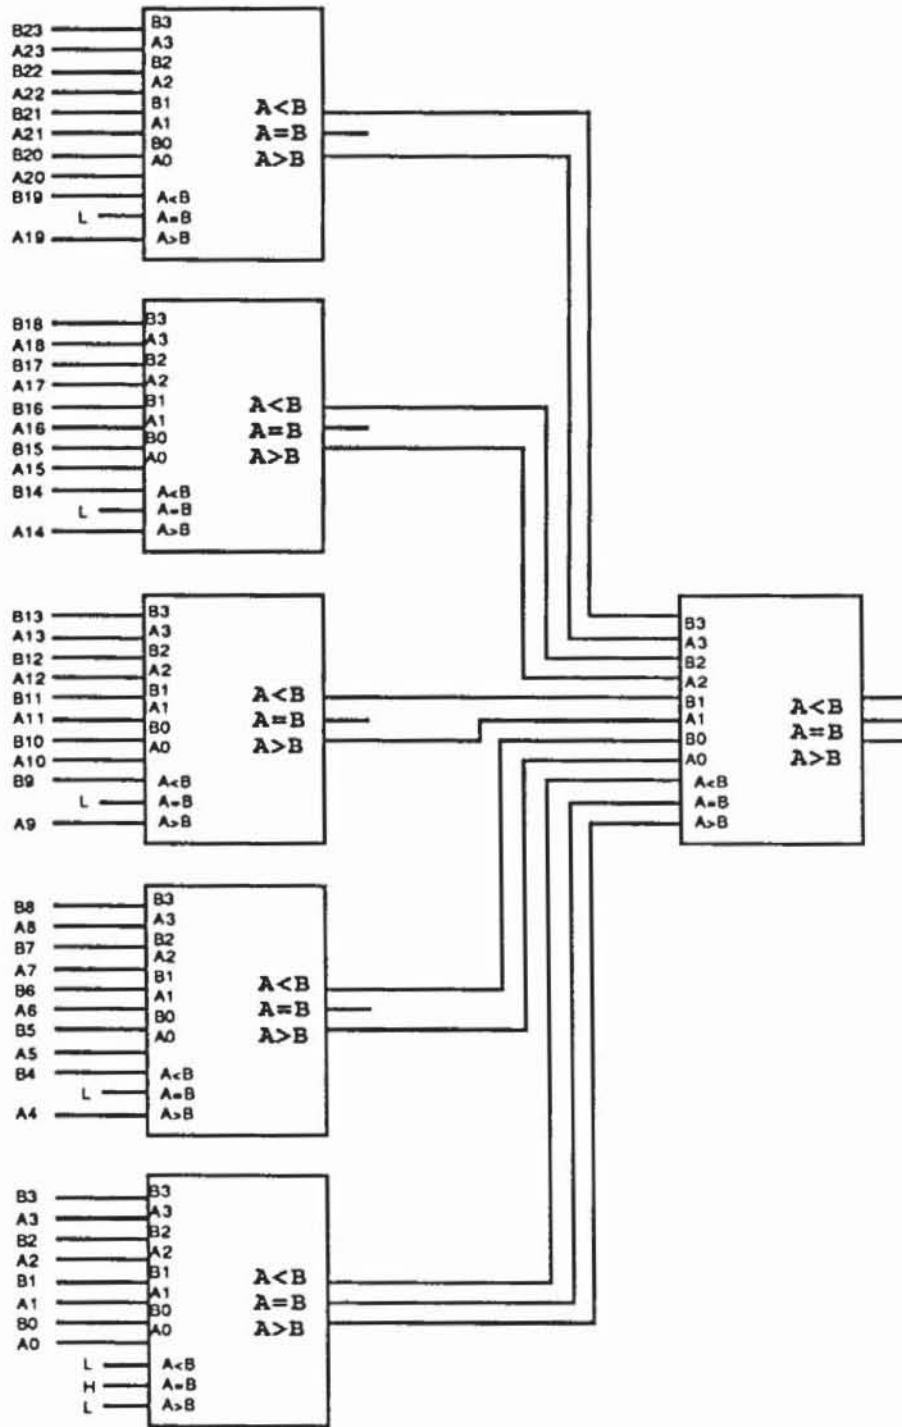 B23 B3
A23 A3
B22 B2
A22 A2
B21 B1 A<B
A21 A1 A=B
B20 B0 A>B
A20 A0
B19 A<B
L A=B
A19 A>B
B18 B3
A18 A3
B17 B2
A17 A2
B16 B1 A<B
A16 A1 A=B
B15 B0 A>B
A15 A0
B14 A<B
L A=B
A14 A>B
B13 B3
A13 A3
B12 B2
A12 A2
B11 B1 A<B
A11 A1 A=B
B10 B0 A>B
A10 A0
B9 A<B
L A=B
A9 A>B
B3
A3
B2
A2
B1 A<B
A1 A=B
B0 A>B
A0
A<B
A=B
A>B
B8 B3
A8 A3
B7 B2
A7 A2
B6 B1 A<B
A6 A1 A=B
B5 B0 A>B
A5 A0
B4 A<B
L A=B
A4 A>B
B3 B3
A3 A3
B2 B2
A2 A2
B1 B1 A<B
A1 A1 A=B
B0 B0 A>B
A0 A0
L A<B
H A=B
L A>B